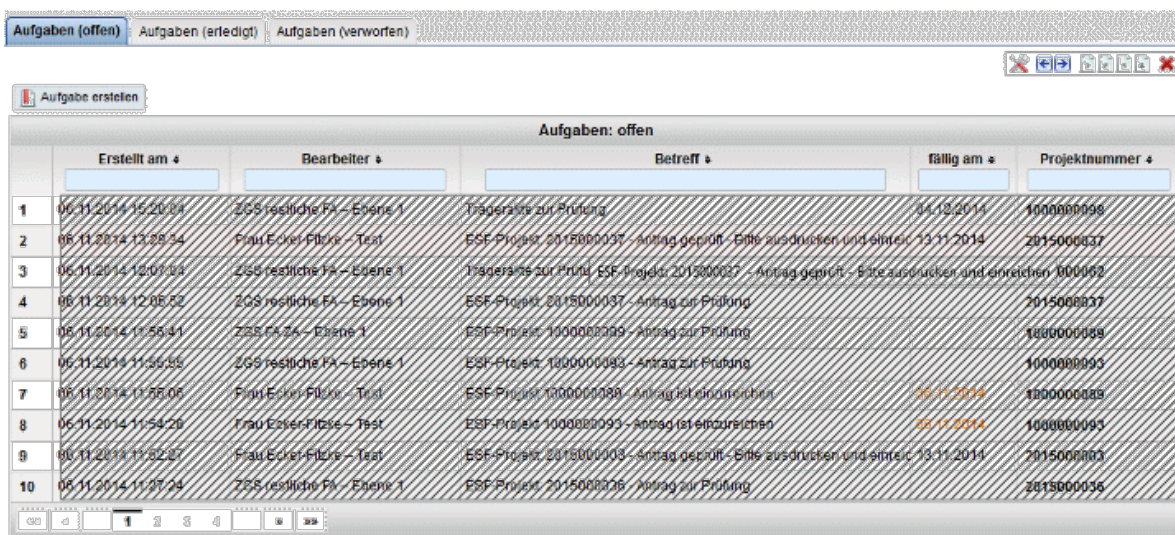 Aufgaben (offen) Aufgaben (erledigt) Aufgaben (verworfen)
Aufgabe erstellen
Aufgaben: offen
Erstellt am Bearbeiter Betreff fällig am Projektnummer
1 06.11.2014 15:20:04 ZGS restliche FA – Ebene 1 Trägerakte zur Prüfung 04.12.2014 1000000098
2 06.11.2014 13:28:34 Frau Ecker-Fitzke – Test ESF-Projekt: 2015000037 - Antrag geprüft - Bitte ausdrucken und einreic 13.11.2014 2015000037
3 06.11.2014 12:07:04 ZGS restliche FA – Ebene 1 Trägerakte zur Prüfu ESF-Projekt: 2015000037 - Antrag geprüft - Bitte ausdrucken und einreichen 000062
4 06.11.2014 12:05:52 ZGS restliche FA – Ebene 1 ESF-Projekt: 2015000037 - Antrag zur Prüfung 2015000037
5 06.11.2014 11:56:41 ZGS FA ZA – Ebene 1 ESF-Projekt: 1000000089 - Antrag zur Prüfung 1000000089
6 06.11.2014 11:55:55 ZGS restliche FA – Ebene 1 ESF-Projekt: 1000000093 - Antrag zur Prüfung 1000000093
7 06.11.2014 11:55:06 Frau Ecker-Fitzke – Test ESF-Projekt 1000000089 - Antrag ist einzureichen 06.11.2014 1000000089
8 06.11.2014 11:54:28 Frau Ecker-Fitzke – Test ESF-Projekt 1000000093 - Antrag ist einzureichen 06.11.2014 1000000093
9 06.11.2014 11:52:27 Frau Ecker-Fitzke – Test ESF-Projekt: 2015000003 - Antrag geprüft - Bitte ausdrucken und einreic 13.11.2014 2015000003
10 06.11.2014 11:27:24 ZGS restliche FA – Ebene 1 ESF-Projekt: 2015000036 - Antrag zur Prüfung 2015000036
1 2 3 4